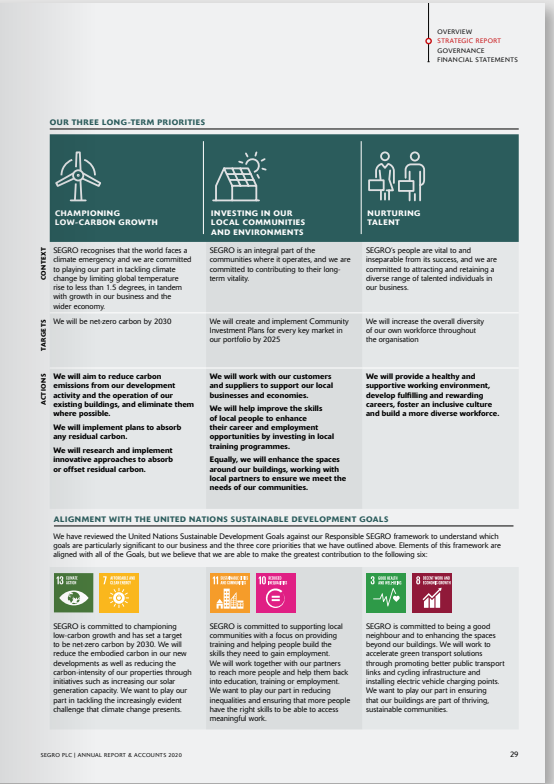 OVERVIEW
STRATEGIC REPORT
GOVERNANCE
FINANCIAL STATEMENTS
OUR THREE LONG-TERM PRIORITIES
CHAMPIONING
LOW-CARBON GROWTH
INVESTING IN OUR
LOCAL COMMUNITIES
AND ENVIRONMENTS
NURTURING
TALENT
CONTEXT
SEGRO recognises that the world faces a
climate emergency and we are committed
to playing our part in tackling climate
change by limiting global temperature
rise to less than 1.5 degrees, in tandem
with growth in our business and the
wider economy.
SEGRO is an integral part of the
communities where it operates, and we are
committed to contributing to their long-
term vitality.
SEGRO's people are vital to and
inseparable from its success, and we are
committed to attracting and retaining a
diverse range of talented individuals in
our business.
TARGETS
We will be net-zero carbon by 2030
We will create and implement Community
Investment Plans for every key market in
our portfolio by 2025
We will increase the overall diversity
of our own workforce throughout
the organisation
ACTIONS
We will aim to reduce carbon
emissions from our development
activity and the operation of our
existing buildings, and eliminate them
where possible.
We will implement plans to absorb
any residual carbon.
We will research and implement
innovative approaches to absorb
or offset residual carbon.
We will work with our customers
and suppliers to support our local
businesses and economies.
We will help improve the skills
of local people to enhance
their career and employment
opportunities by investing in local
training programmes.
Equally, we will enhance the spaces
around our buildings, working with
local partners to ensure we meet the
needs of our communities.
We will provide a healthy and
supportive working environment,
develop fulfilling and rewarding
careers, foster an inclusive culture
and build a more diverse workforce.
ALIGNMENT WITH THE UNITED NATIONS SUSTAINABLE DEVELOPMENT GOALS
We have reviewed the United Nations Sustainable Development Goals against our Responsible SEGRO framework to understand which
goals are particularly significant to our business and the three core priorities that we have outlined above. Elements of this framework are
aligned with all of the Goals, but we believe that we are able to make the greatest contribution to the following six:
13 CLIMATE
ACTION
7 AFFORDABLE AND
CLEAN ENERGY
11 SUSTAINABLE CITIES
AND COMMUNITIES
10 REDUCED
INEQUALITIES
3 GOOD HEALTH
AND WELL-BEING
8 DECENT WORK AND
ECONOMIC GROWTH
SEGRO is committed to championing
low-carbon growth and has set a target
to be net-zero carbon by 2030. We will
reduce the embodied carbon in our new
developments as well as reducing the
carbon-intensity of our properties through
initiatives such as increasing our solar
generation capacity. We want to play our
part in tackling the increasingly evident
challenge that climate change presents.
SEGRO is committed to supporting local
communities with a focus on providing
training and helping people build the
skills they need to gain employment.
We will work together with our partners
to reach more people and help them back
into education, training or employment.
We want to play our part in reducing
inequalities and ensuring that more people
have the right skills to be able to access
meaningful work.
SEGRO is committed to being a good
neighbour and to enhancing the spaces
beyond our buildings. We will work to
accelerate green transport solutions
through promoting better public transport
links and cycling infrastructure and
installing electric vehicle charging points.
We want to play our part in ensuring
that our buildings are part of thriving,
sustainable communities.
SEGRO PLC | ANNUAL REPORT & ACCOUNTS 2020
29